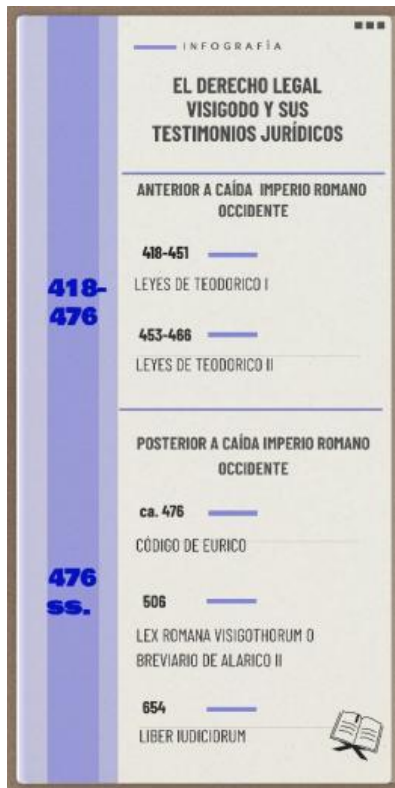 INFOGRAFÍA
EL DERECHO LEGAL
VISIGODO Y SUS
TESTIMONIOS JURÍDICOS
418-
476
ANTERIOR A CAÍDA IMPERIO ROMANO
OCCIDENTE
418-451
LEYES DE TEODORICO I
453-466
LEYES DE TEODORICO II
476
ss.
POSTERIOR A CAÍDA IMPERIO ROMANO
OCCIDENTE
ca. 476
CÓDIGO DE EURICO
506
LEX ROMANA VISIGOTHORUM O
BREVIARIO DE ALARICO II
654
LIBER IUDICIORUM